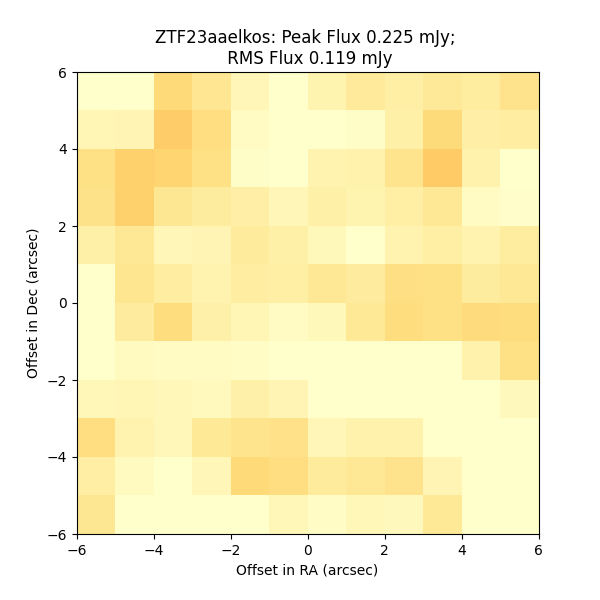 ZTF23aaelkos: Peak Flux 0.225 mJy;
RMS Flux 0.119 mJy
6
4
2
0
−2
−4
−6
Offset in Dec (arcsec)
−6 −4 −2 0 2 4 6
Offset in RA (arcsec)